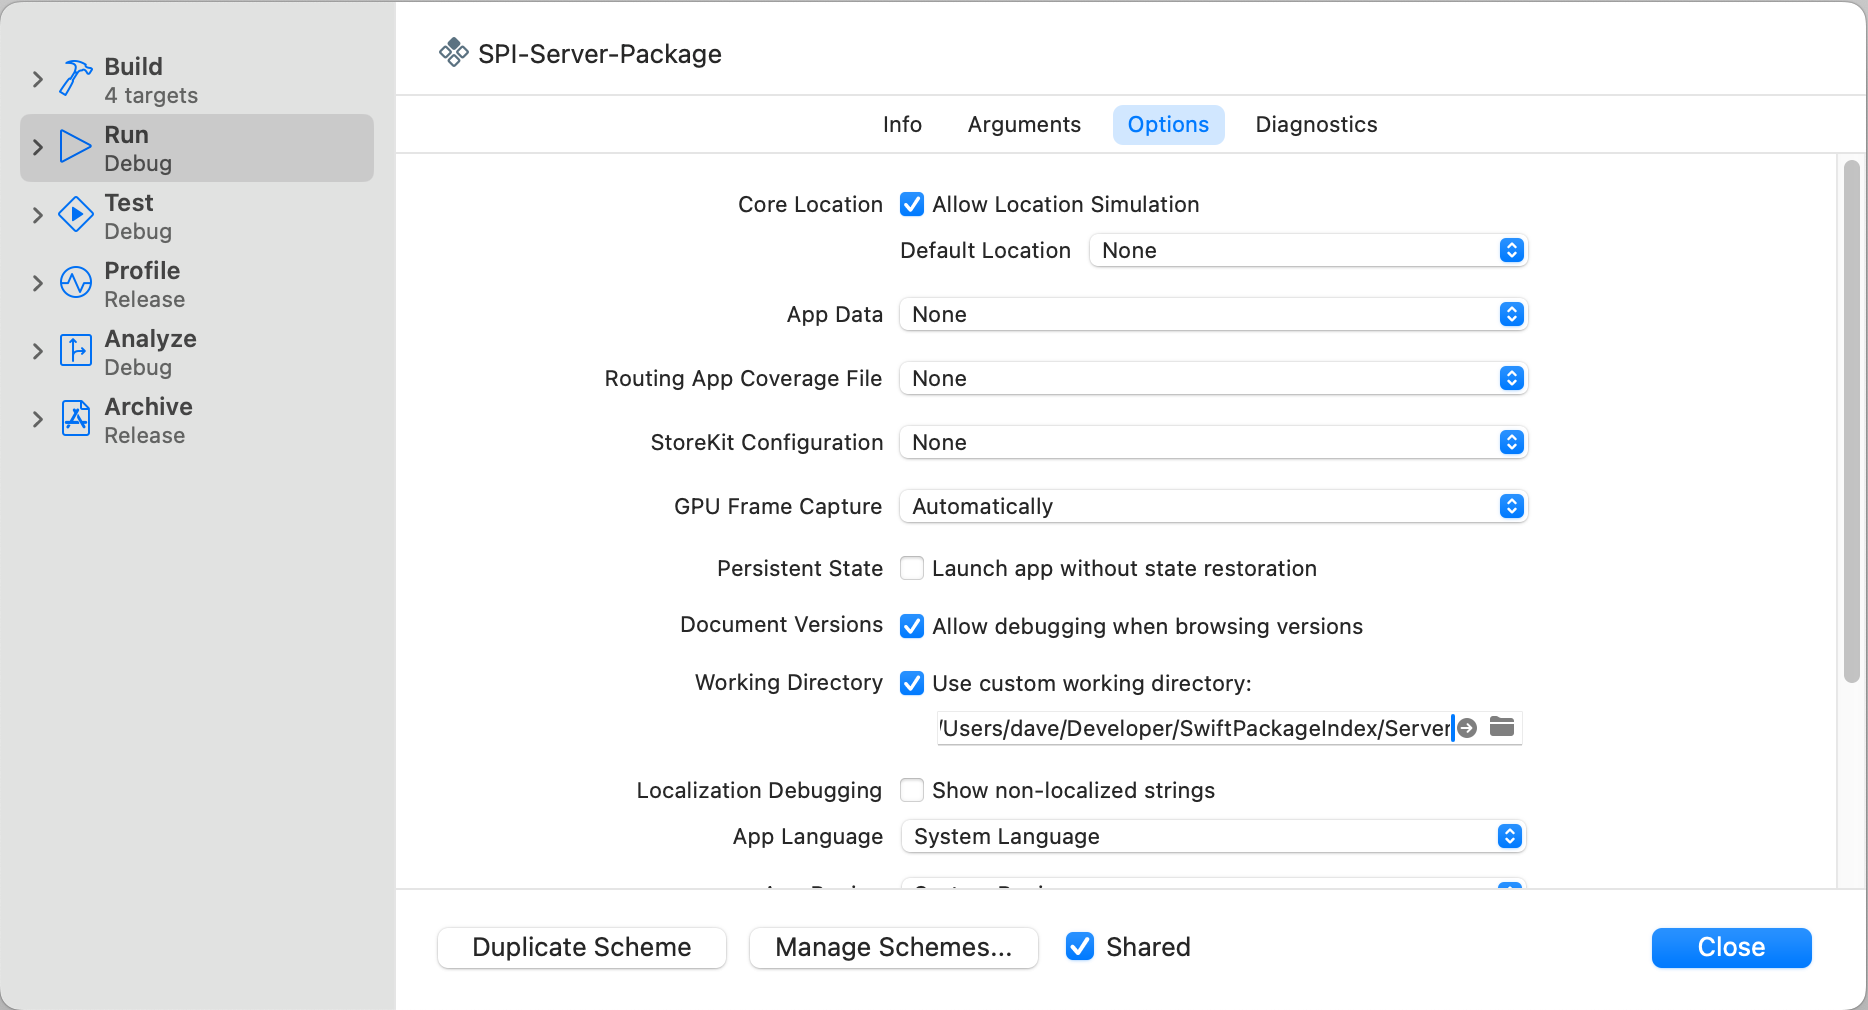 Build
4 targets
Run
Debug
Test
Debug
Profile
Release
Analyze
Debug
Archive
Release
SPI-Server-Package
Info Arguments Options Diagnostics
Core Location Allow Location Simulation
Default Location None
App Data None
Routing App Coverage File None
StoreKit Configuration None
GPU Frame Capture Automatically
Persistent State Launch app without state restoration
Document Versions Allow debugging when browsing versions
Working Directory Use custom working directory:
/Users/dave/Developer/SwiftPackageIndex/Server
Localization Debugging Show non-localized strings
App Language System Language
Duplicate Scheme Manage Schemes... Shared Close